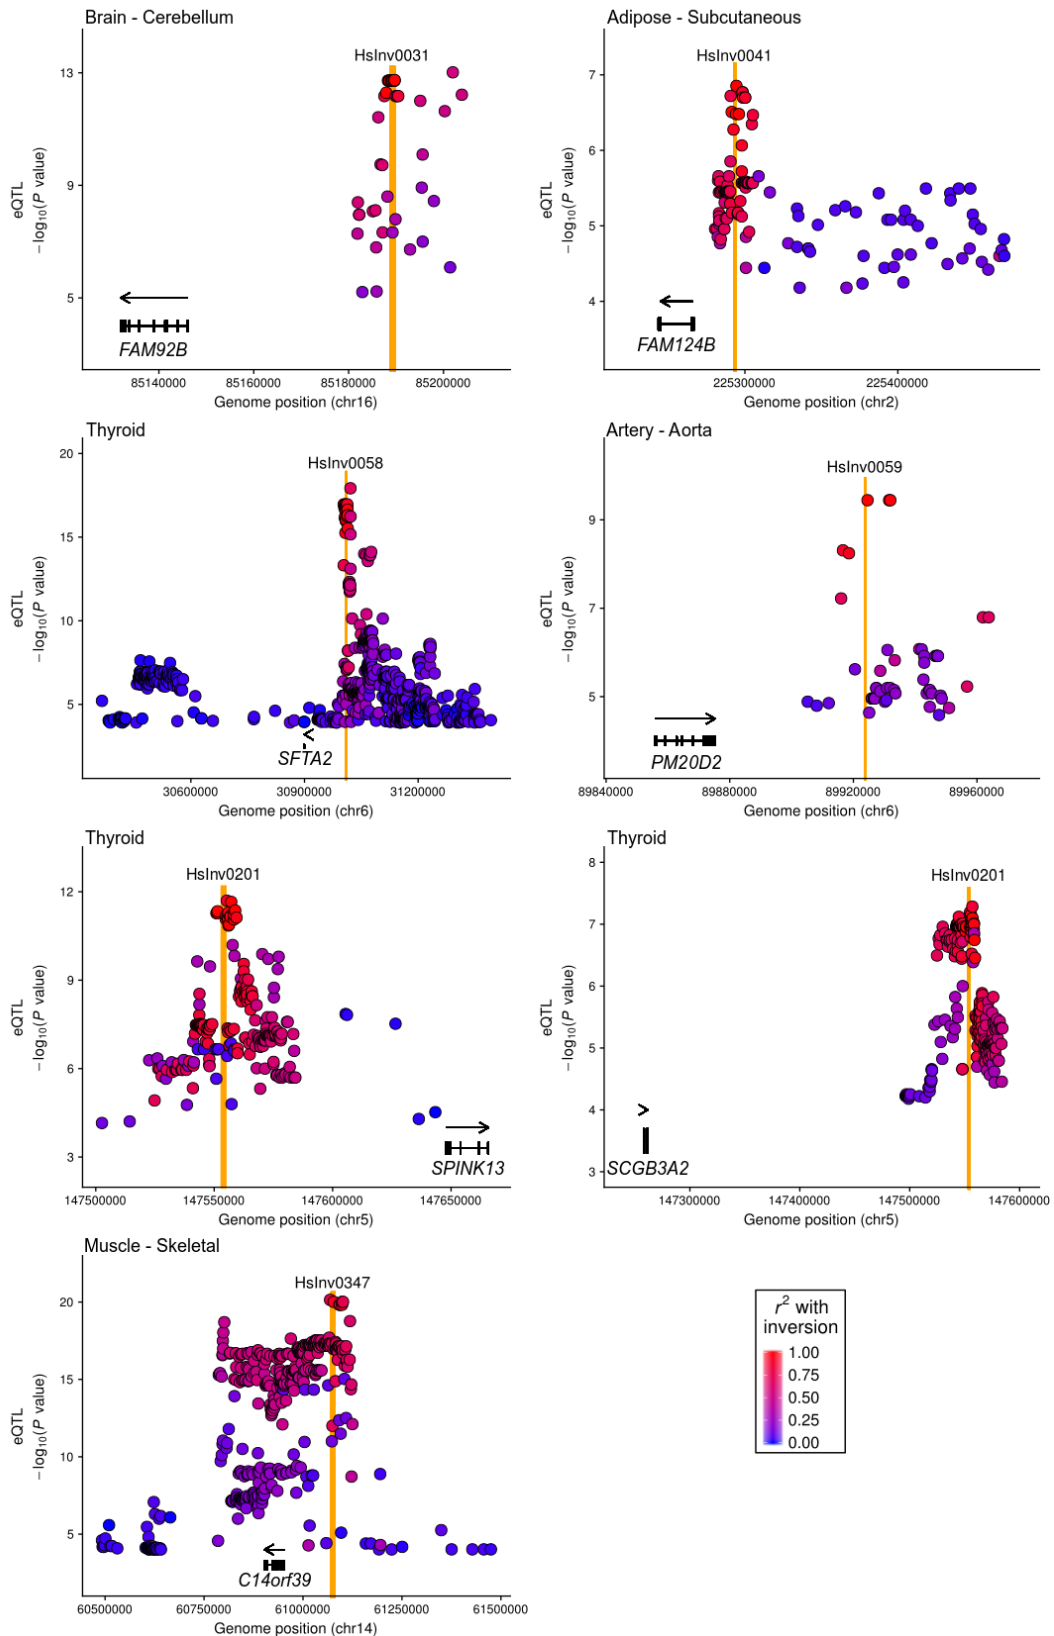 Brain - Cerebellum
HsInv0031
13
9
5
eQTL
−log10(P value)
FAM92B
85140000 85160000 85180000 85200000
Genome position (chr16)
Adipose - Subcutaneous
HsInv0041
7
6
5
4
eQTL
−log10(P value)
FAM124B
225300000 225400000
Genome position (chr2)
Thyroid
HsInv0058
20
15
10
5
eQTL
−log10(P value)
SFTA2
30600000 30900000 31200000
Genome position (chr6)
Artery - Aorta
HsInv0059
9
7
5
eQTL
−log10(P value)
PM20D2
89840000 89880000 89920000 89960000
Genome position (chr6)
Thyroid
HsInv0201
12
9
6
3
eQTL
−log10(P value)
SPINK13
147500000 147550000 147600000 147650000
Genome position (chr5)
Thyroid
HsInv0201
8
7
6
5
4
3
eQTL
−log10(P value)
SCGB3A2
147300000 147400000 147500000 147600000
Genome position (chr5)
Muscle - Skeletal
HsInv0347
20
15
10
5
eQTL
−log10(P value)
C14orf39
60500000 60750000 61000000 61250000 61500000
Genome position (chr14)
r2 with
inversion
1.00
0.75
0.50
0.25
0.00